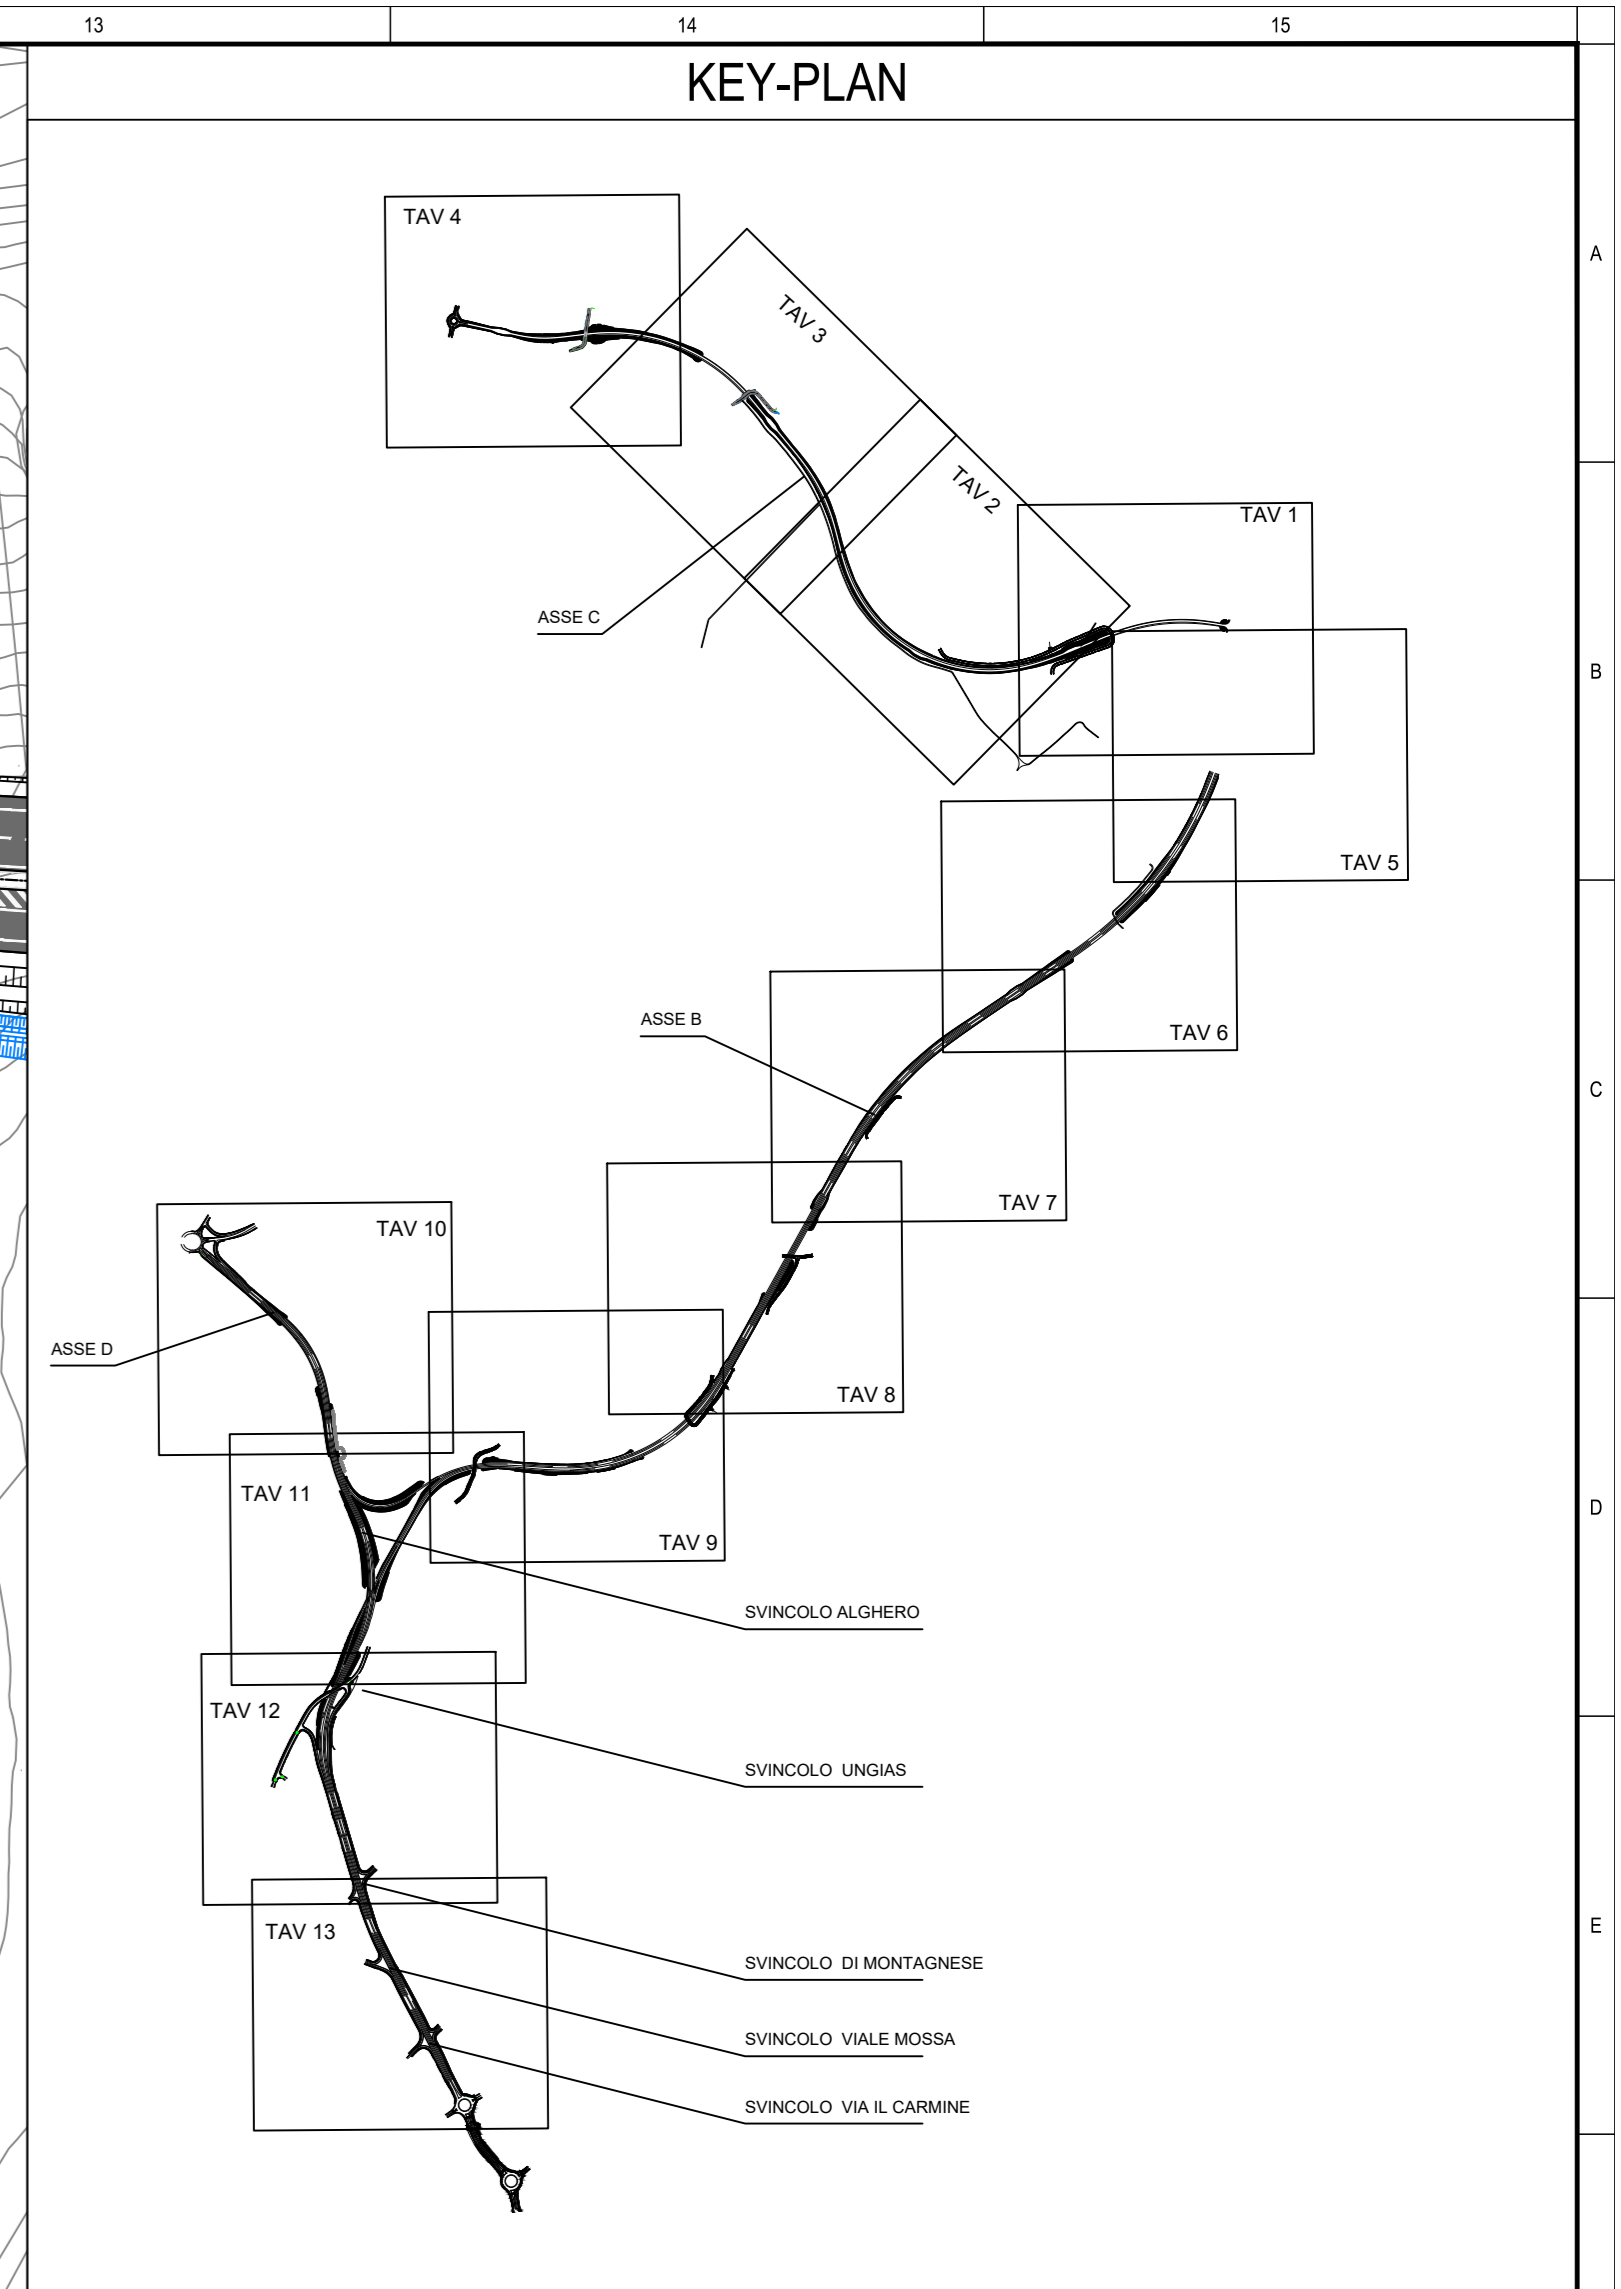 13
14
15
KEY-PLAN
A
TAV 4
TAV 3
TAV 2
TAV 1
ASSE C
B
TAV 5
ASSE B
TAV 6
C
TAV 7
TAV 10
ASSE D
TAV 8
TAV 11
D
TAV 9
SVINCOLO ALGHERO
TAV 12
SVINCOLO UNGIAS
E
TAV 13
SVINCOLO DI MONTAGNESE
SVINCOLO VIALE MOSSA
SVINCOLO VIA IL CARMINE